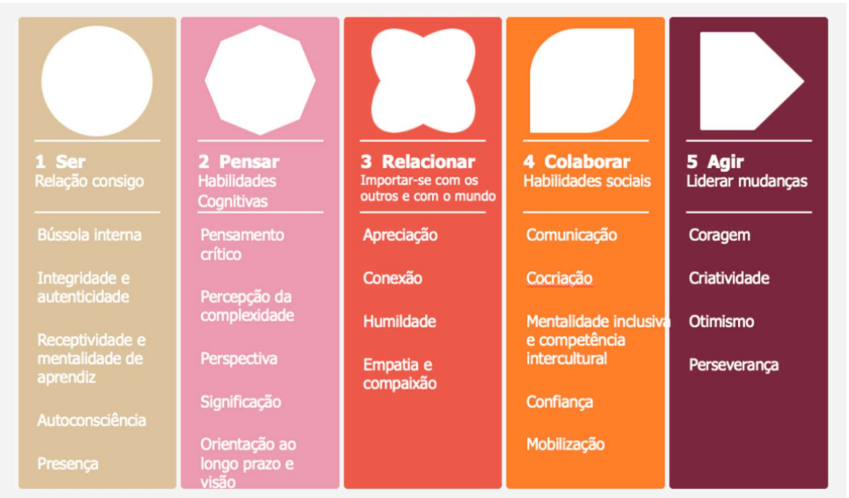 1 Ser
Relação consigo
Bússola interna
Integridade e
autenticidade
Receptividade e
mentalidade de
aprendiz
Autoconsciência
Presença
2 Pensar
Habilidades
Cognitivas
Pensamento
crítico
Percepção da
complexidade
Perspectiva
Significação
Orientação ao
longo prazo e
visão
3 Relacionar
Importar-se com os
outros e com o mundo
Apreciação
Conexão
Humildade
Empatia e
compaixão
4 Colaborar
Habilidades sociais
Comunicação
Cocriação
Mentalidade inclusiva
e competência
intercultural
Confiança
Mobilização
5 Agir
Liderar mudanças
Coragem
Criatividade
Otimismo
Perseverança